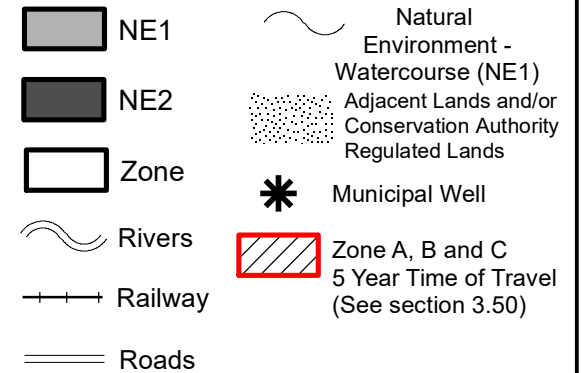 NE1
NE2
Zone
Rivers
Railway
Roads
Natural
Environment -
Watercourse (NE1)
Adjacent Lands and/or
Conservation Authority
Regulated Lands
Municipal Well
Zone A, B and C
5 Year Time of Travel
(See section 3.50)